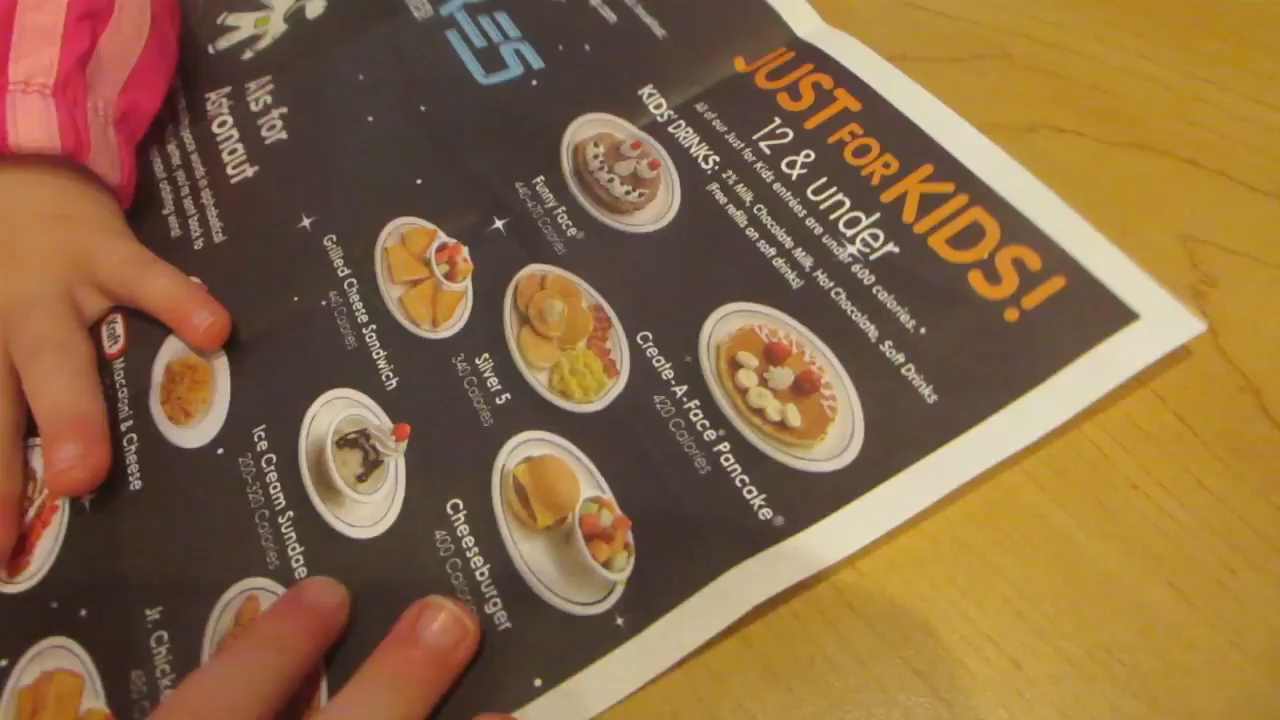 JUST FOR KIDS!
12 & under
All of our Just for Kids entrées are under 600 calories.*
KIDS' DRINKS: 2% Milk, Chocolate Milk, Hot Chocolate, Soft Drinks
(Free refills on soft drinks)
Funny Face®
440-470 Calories
Create-A-Face Pancake®
420 Calories
Silver 5
340 Calories
Grilled Cheese Sandwich
440 Calories
Cheeseburger
400 Calor
Ice Cream Sundae
200-320 Calories
Kraft Macaroni & Cheese
Jr. Chicke
A Is for
Astronaut